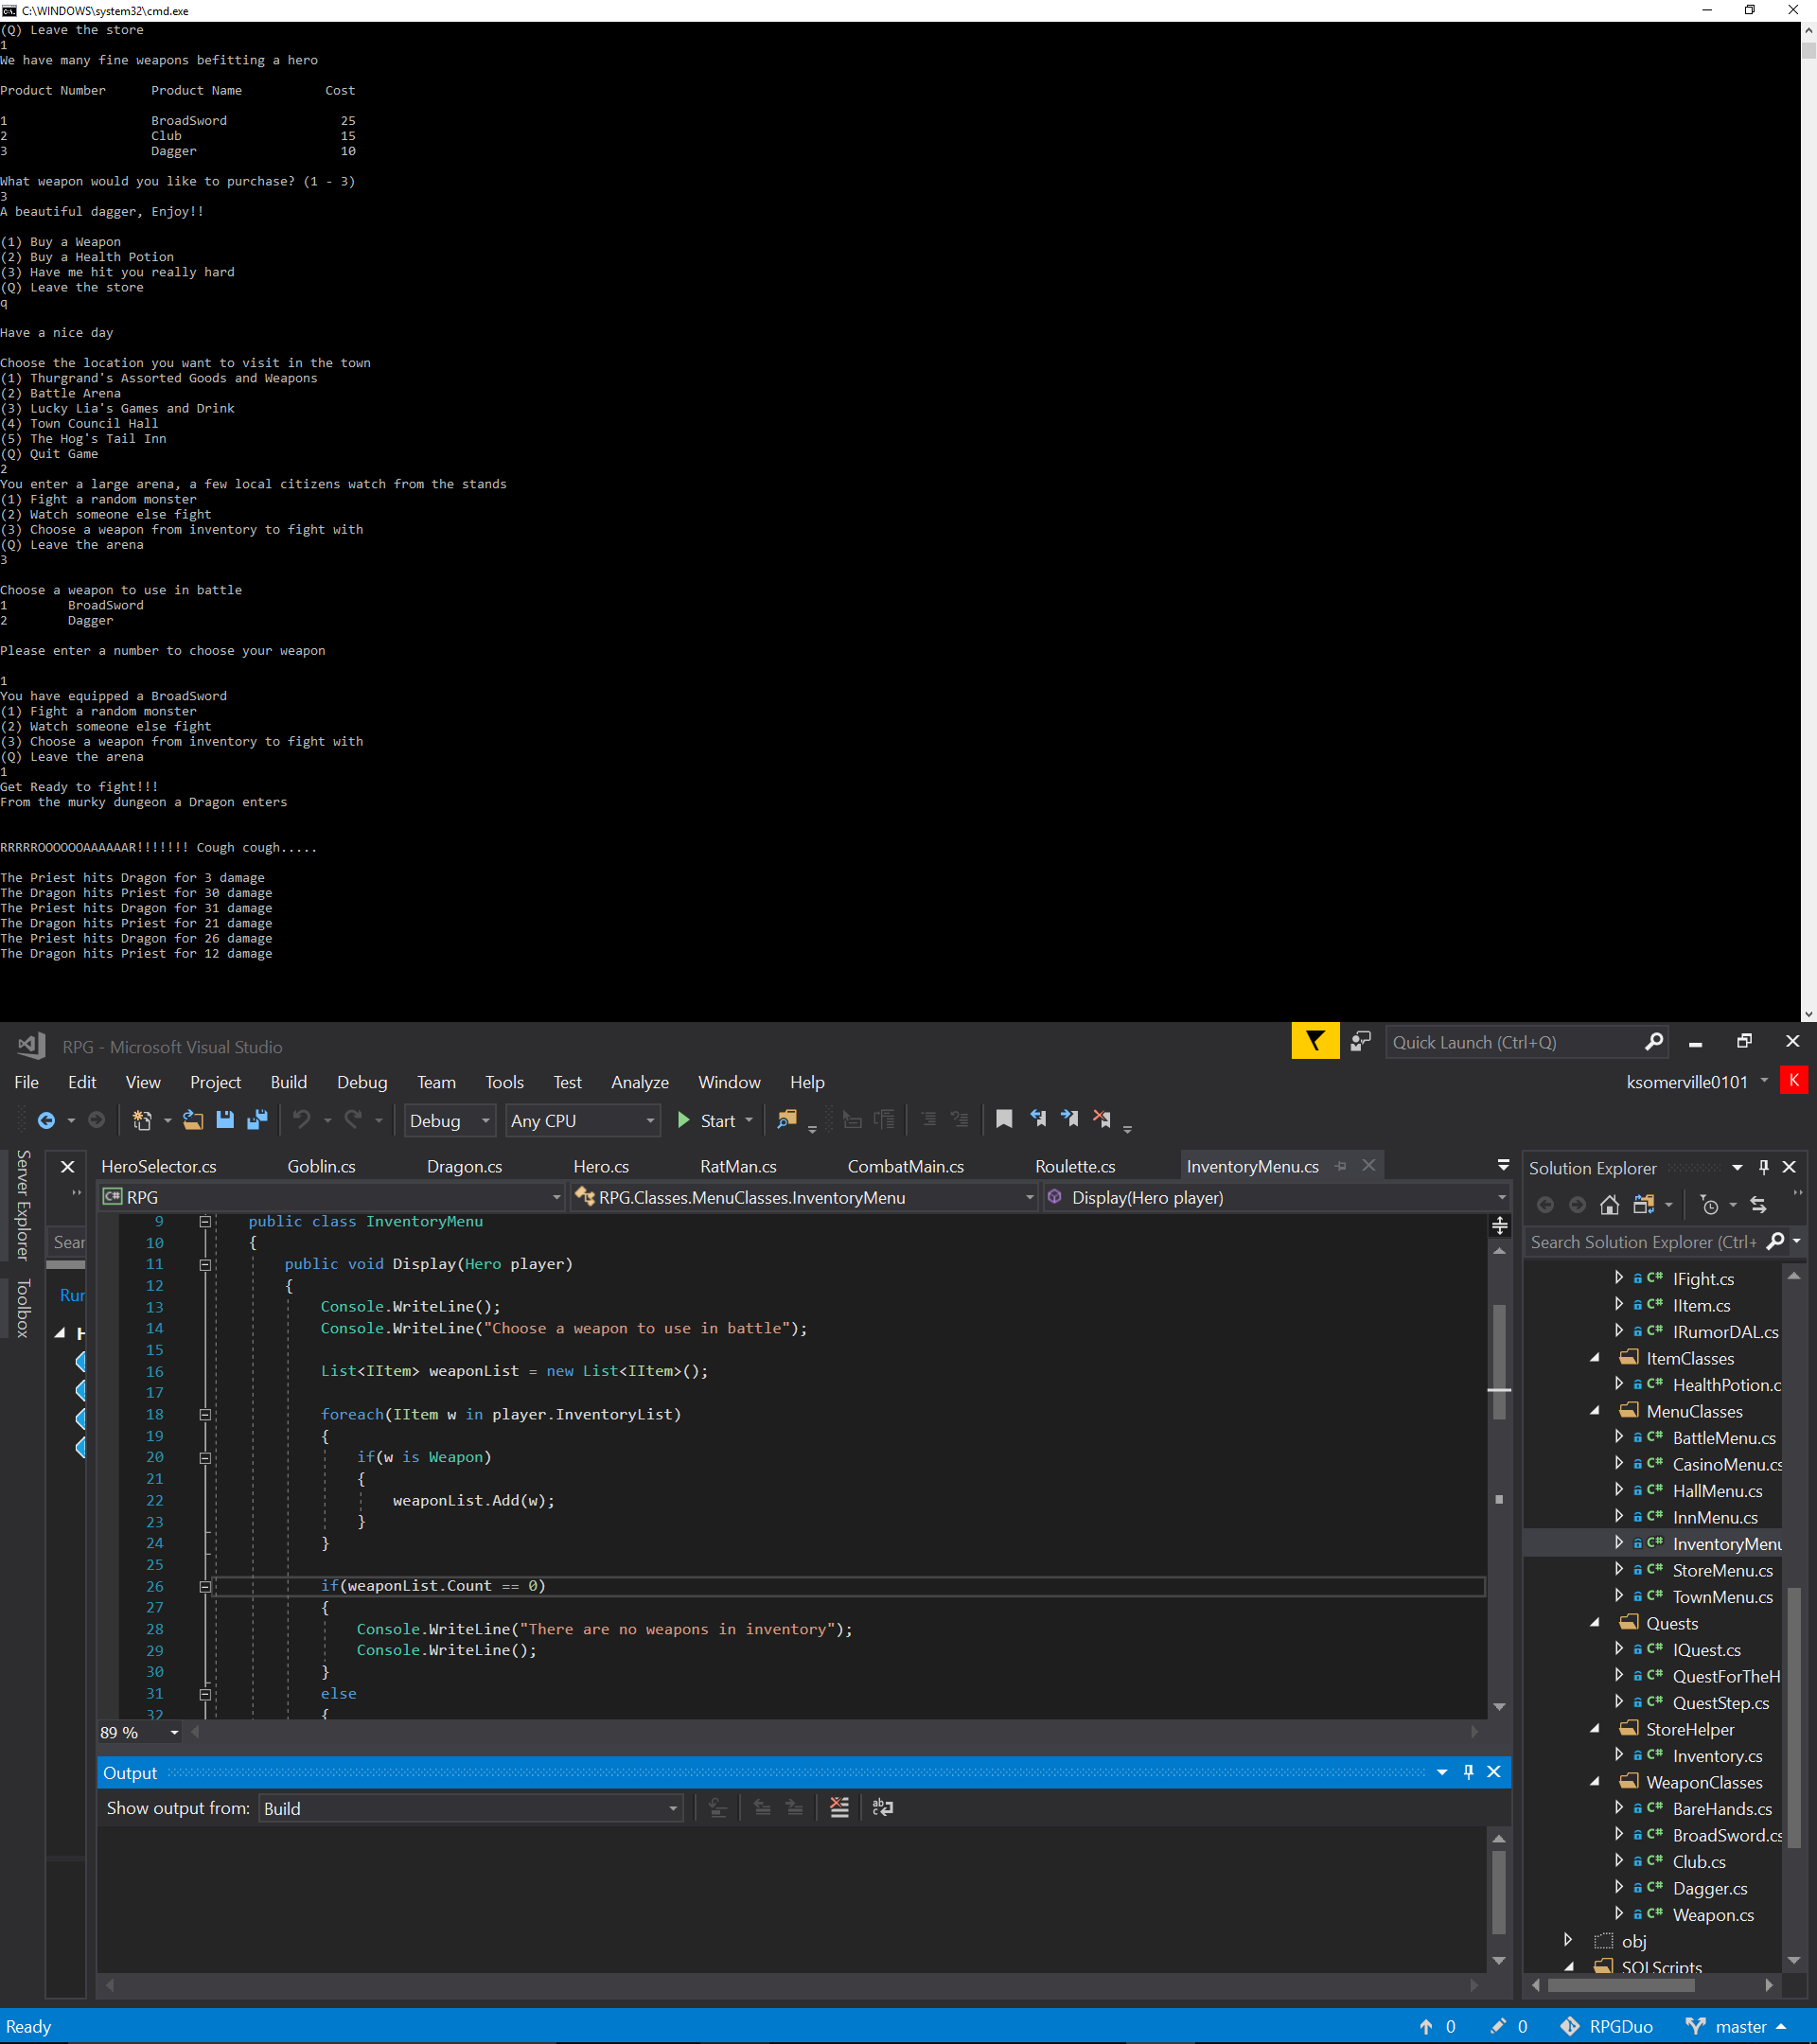 C:\WINDOWS\system32\cmd.exe
(Q) Leave the store
1
We have many fine weapons befitting a hero
Product Number Product Name Cost
1 BroadSword 25
2 Club 15
3 Dagger 10
What weapon would you like to purchase? (1 - 3)
3
A beautiful dagger, Enjoy!!
(1) Buy a Weapon
(2) Buy a Health Potion
(3) Have me hit you really hard
(Q) Leave the store
q
Have a nice day
Choose the location you want to visit in the town
(1) Thurgrand's Assorted Goods and Weapons
(2) Battle Arena
(3) Lucky Lia's Games and Drink
(4) Town Council Hall
(5) The Hog's Tail Inn
(Q) Quit Game
2
You enter a large arena, a few local citizens watch from the stands
(1) Fight a random monster
(2) Watch someone else fight
(3) Choose a weapon from inventory to fight with
(Q) Leave the arena
3
Choose a weapon to use in battle
1 BroadSword
2 Dagger
Please enter a number to choose your weapon
1
You have equipped a BroadSword
(1) Fight a random monster
(2) Watch someone else fight
(3) Choose a weapon from inventory to fight with
(Q) Leave the arena
1
Get Ready to fight!!!
From the murky dungeon a Dragon enters
RRRRROOOOOOAAAAAAR!!!!!!! Cough cough.....
The Priest hits Dragon for 3 damage
The Dragon hits Priest for 30 damage
The Priest hits Dragon for 31 damage
The Dragon hits Priest for 21 damage
The Priest hits Dragon for 26 damage
The Dragon hits Priest for 12 damage
RPG - Microsoft Visual Studio
Quick Launch (Ctrl+Q)
File Edit View Project Build Debug Team Tools Test Analyze Window Help
ksomerville0101 K
Debug Any CPU Start
Server Explorer
Toolbox
Sear
Run
H
HeroSelector.cs Goblin.cs Dragon.cs Hero.cs RatMan.cs CombatMain.cs Roulette.cs InventoryMenu.cs
C# RPG RPG.Classes.MenuClasses.InventoryMenu Display(Hero player)
9 public class InventoryMenu
10 {
11 public void Display(Hero player)
12 {
13 Console.WriteLine();
14 Console.WriteLine("Choose a weapon to use in battle");
15
16 List<IItem> weaponList = new List<IItem>();
17
18 foreach(IItem w in player.InventoryList)
19 {
20 if(w is Weapon)
21 {
22 weaponList.Add(w);
23 }
24 }
25
26 if(weaponList.Count == 0)
27 {
28 Console.WriteLine("There are no weapons in inventory");
29 Console.WriteLine();
30 }
31 else
32 {
89 %
Output
Show output from: Build
Solution Explorer
Search Solution Explorer (Ctrl+
C# IFight.cs
C# IItem.cs
C# IRumorDAL.cs
ItemClasses
C# HealthPotion.c
MenuClasses
C# BattleMenu.cs
C# CasinoMenu.cs
C# HallMenu.cs
C# InnMenu.cs
C# InventoryMenu
C# StoreMenu.cs
C# TownMenu.cs
Quests
C# IQuest.cs
C# QuestForTheH
C# QuestStep.cs
StoreHelper
C# Inventory.cs
WeaponClasses
C# BareHands.cs
C# BroadSword.cs
C# Club.cs
C# Dagger.cs
C# Weapon.cs
obj
SQLScripts
Ready
0 0 RPGDuo master